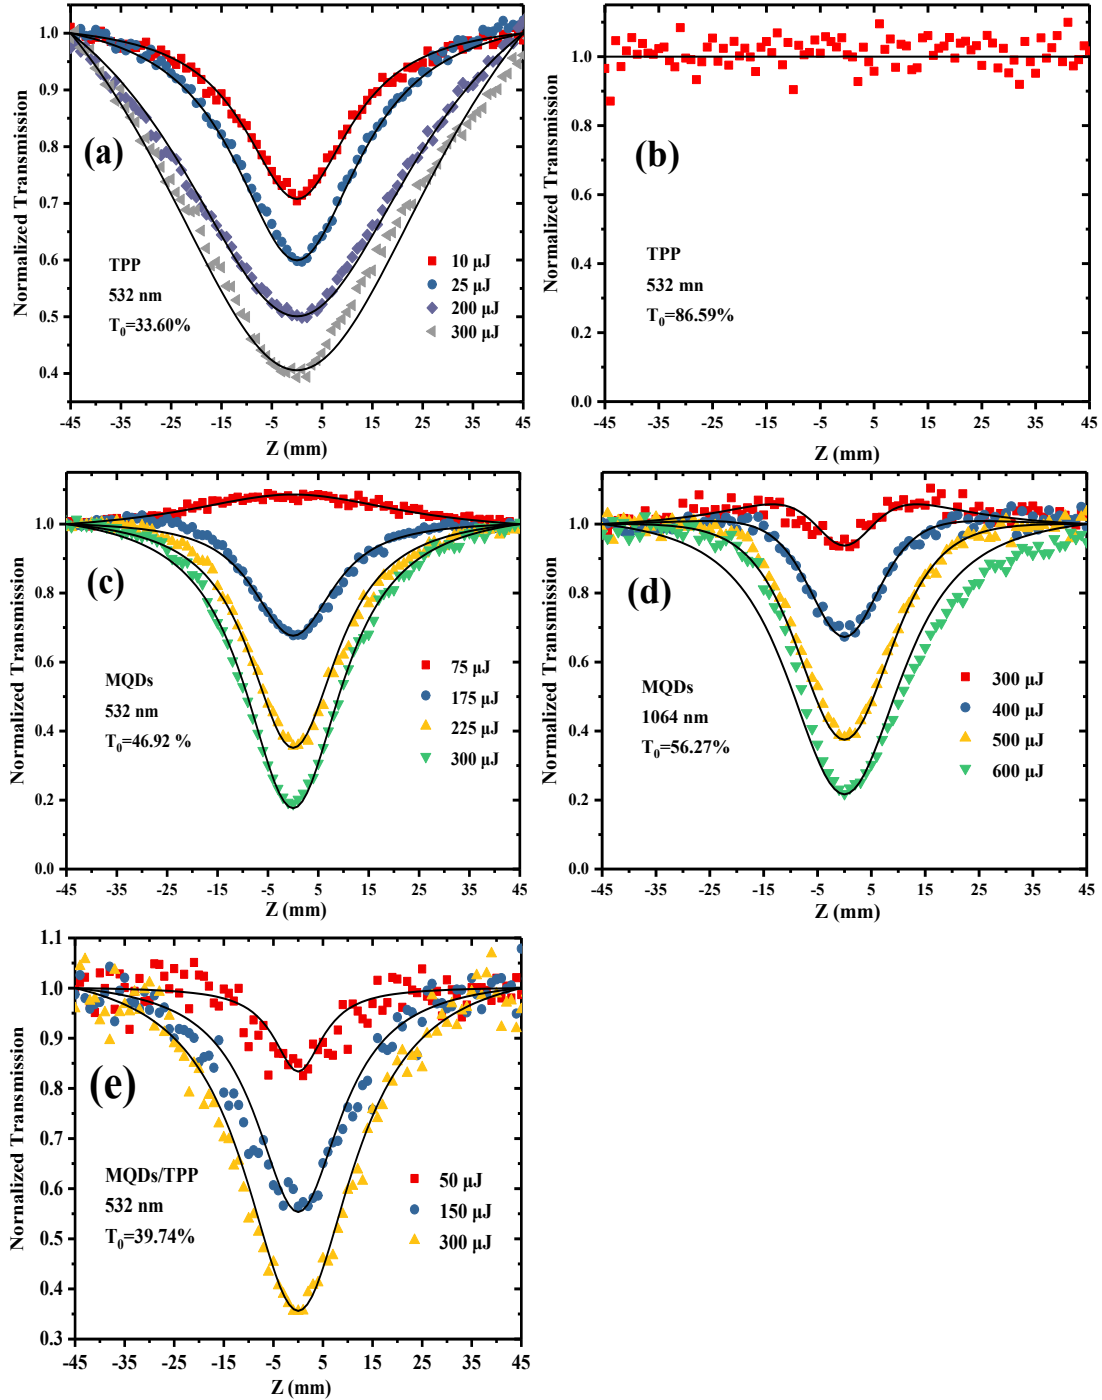 1.0
0.9
0.8
0.7
0.6
0.5
0.4
Normalized Transmission
(a)
TPP
532 nm
T0=33.60%
10 μJ
25 μJ
200 μJ
300 μJ
-45 -35 -25 -15 -5 5 15 25 35 45
Z (mm)
1.0
0.8
0.6
0.4
0.2
0.0
Normalized Transmission
(b)
TPP
532 mn
T0=86.59%
-45 -35 -25 -15 -5 5 15 25 35 45
Z (mm)
1.0
0.8
0.6
0.4
0.2
0.0
Normalized Transmission
(c)
MQDs
532 nm
T0=46.92 %
75 μJ
175 μJ
225 μJ
300 μJ
-45 -35 -25 -15 -5 5 15 25 35 45
Z (mm)
1.0
0.8
0.6
0.4
0.2
0.0
Normalized Transmission
(d)
MQDs
1064 nm
T0=56.27%
300 μJ
400 μJ
500 μJ
600 μJ
-45 -35 -25 -15 -5 5 15 25 35 45
Z (mm)
1.1
1.0
0.9
0.8
0.7
0.6
0.5
0.4
0.3
Normalized Transmission
(e)
MQDs/TPP
532 nm
T0=39.74%
50 μJ
150 μJ
300 μJ
-45 -35 -25 -15 -5 5 15 25 35 45
Z (mm)